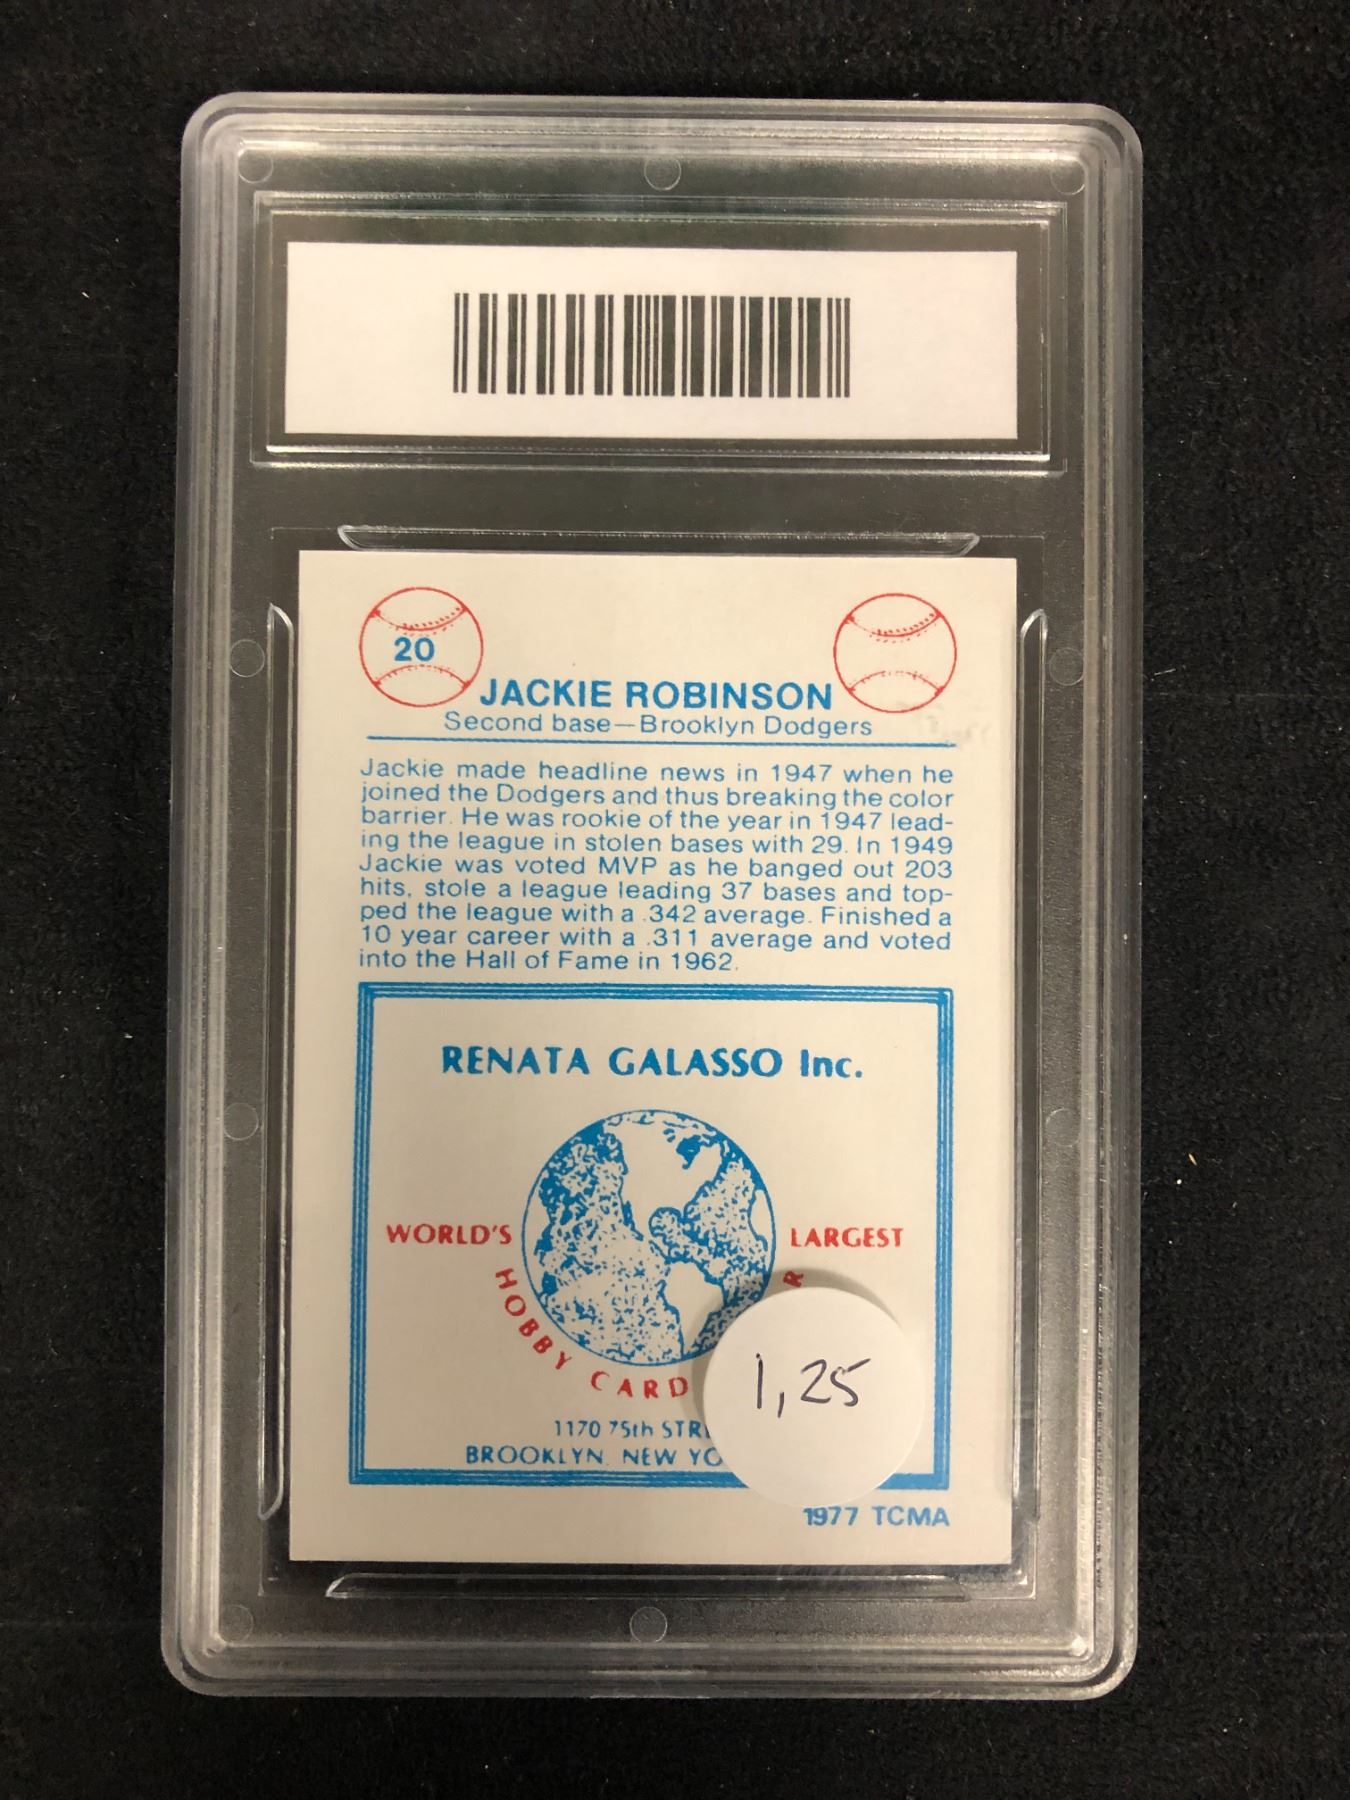 20
JACKIE ROBINSON
Second base—Brooklyn Dodgers
Jackie made headline news in 1947 when he
joined the Dodgers and thus breaking the color
barrier. He was rookie of the year in 1947 lead-
ing the league in stolen bases with 29. In 1949
Jackie was voted MVP as he banged out 203
hits, stole a league leading 37 bases and top-
ped the league with a .342 average. Finished a
10 year career with a .311 average and voted
into the Hall of Fame in 1962.
RENATA GALASSO Inc.
WORLD'S LARGEST
HOBBY CARD
1170 75th
BROOKLYN, NEW
1,25
1977 TCMA